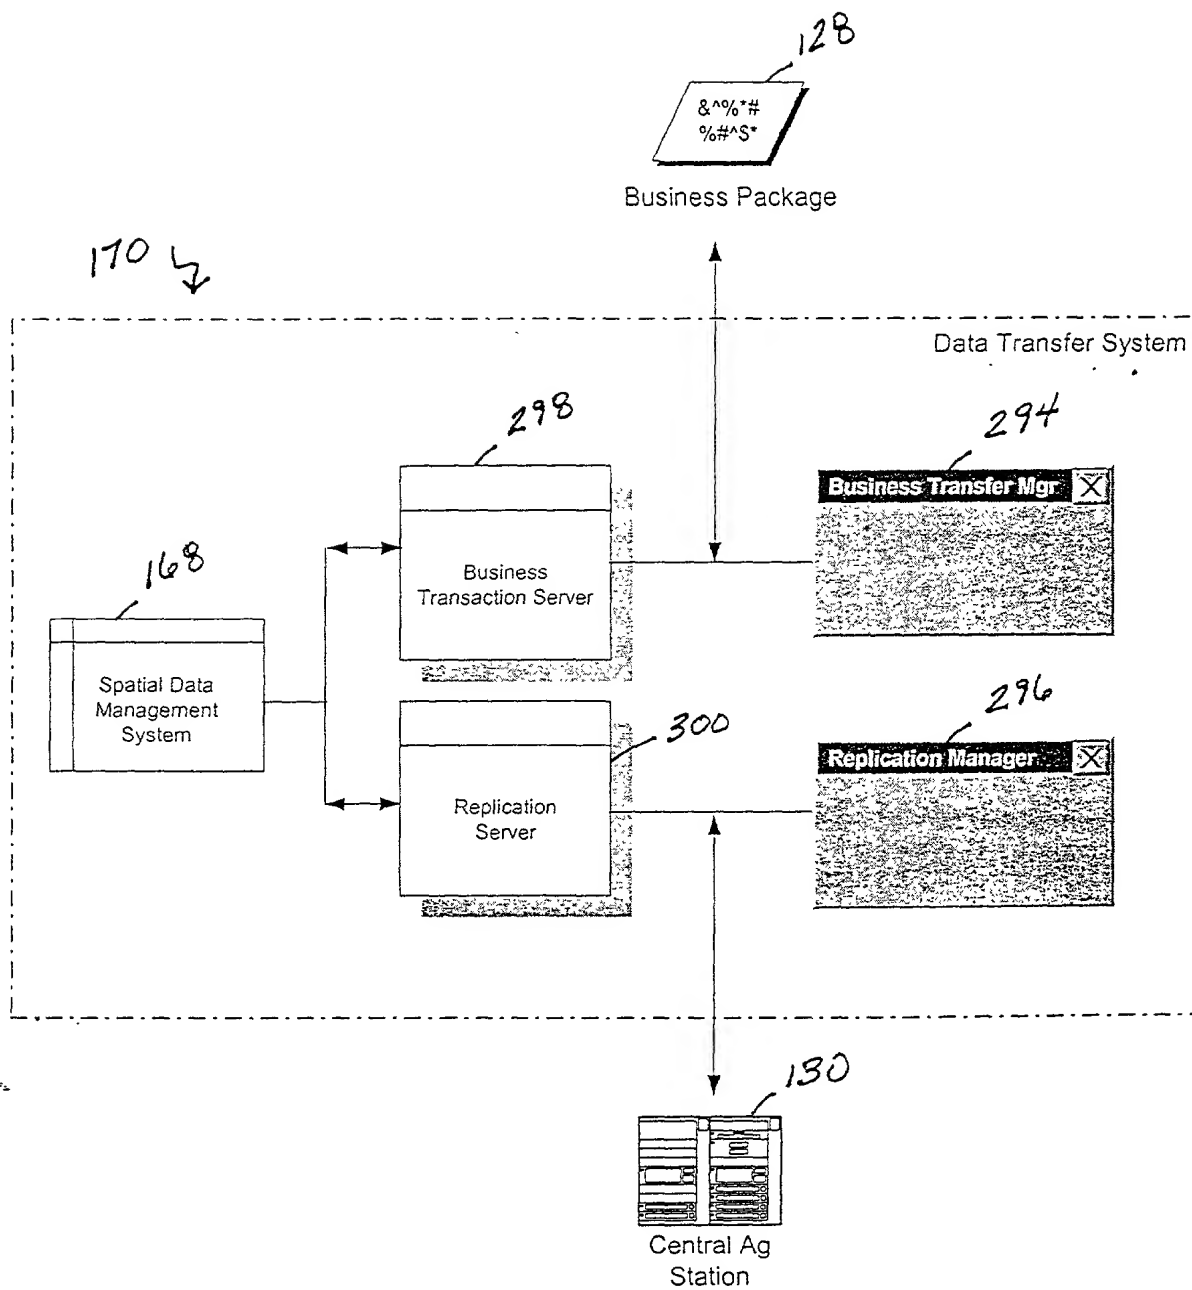 128
&^%*#
%#^S*
Business Package
170
Data Transfer System
298
294
Business Transfer Mgr
Business
Transaction Server
168
Spatial Data
Management
System
296
300
Replication Manager
Replication
Server
130
Central Ag
Station